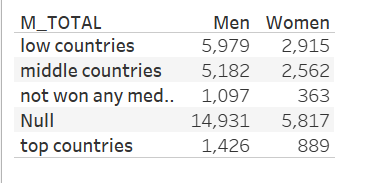 M_TOTAL Men Women
low countries 5,979 2,915
middle countries 5,182 2,562
not won any med.. 1,097 363
Null 14,931 5,817
top countries 1,426 889